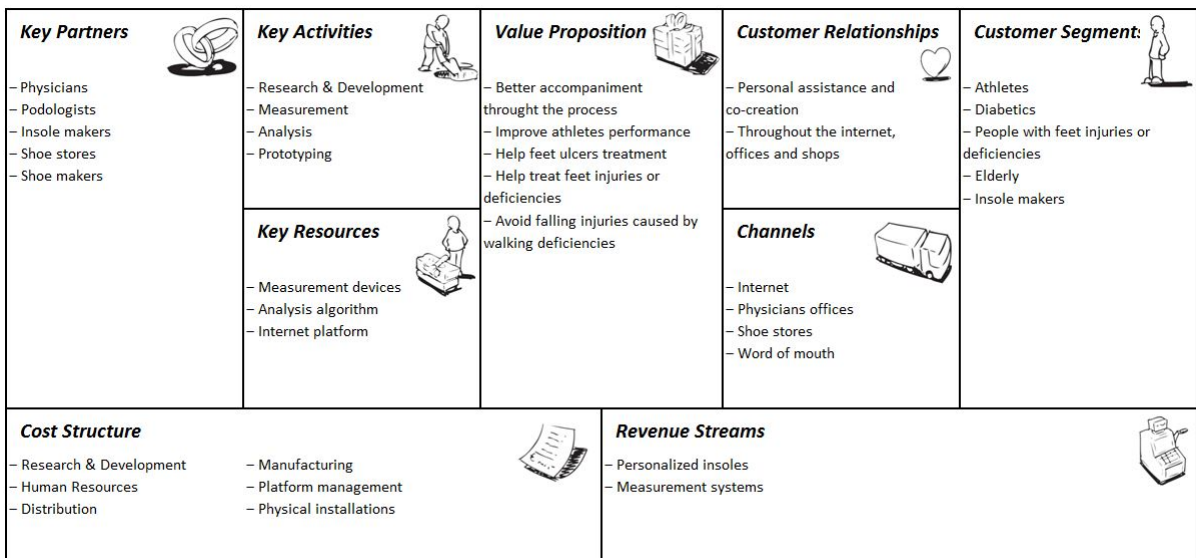 Key Partners
– Physicians
– Podologists
– Insole makers
– Shoe stores
– Shoe makers
Key Activities
– Research & Development
– Measurement
– Analysis
– Prototyping
Key Resources
– Measurement devices
– Analysis algorithm
– Internet platform
Value Proposition
– Better accompaniment
throught the process
– Improve athletes performance
– Help feet ulcers treatment
– Help treat feet injuries or
deficiencies
– Avoid falling injuries caused by
walking deficiencies
Customer Relationships
– Personal assistance and
co-creation
– Throughout the internet,
offices and shops
Channels
– Internet
– Physicians offices
– Shoe stores
– Word of mouth
Customer Segments
– Athletes
– Diabetics
– People with feet injuries or
deficiencies
– Elderly
– Insole makers
Cost Structure
– Research & Development
– Human Resources
– Distribution
– Manufacturing
– Platform management
– Physical installations
Revenue Streams
– Personalized insoles
– Measurement systems